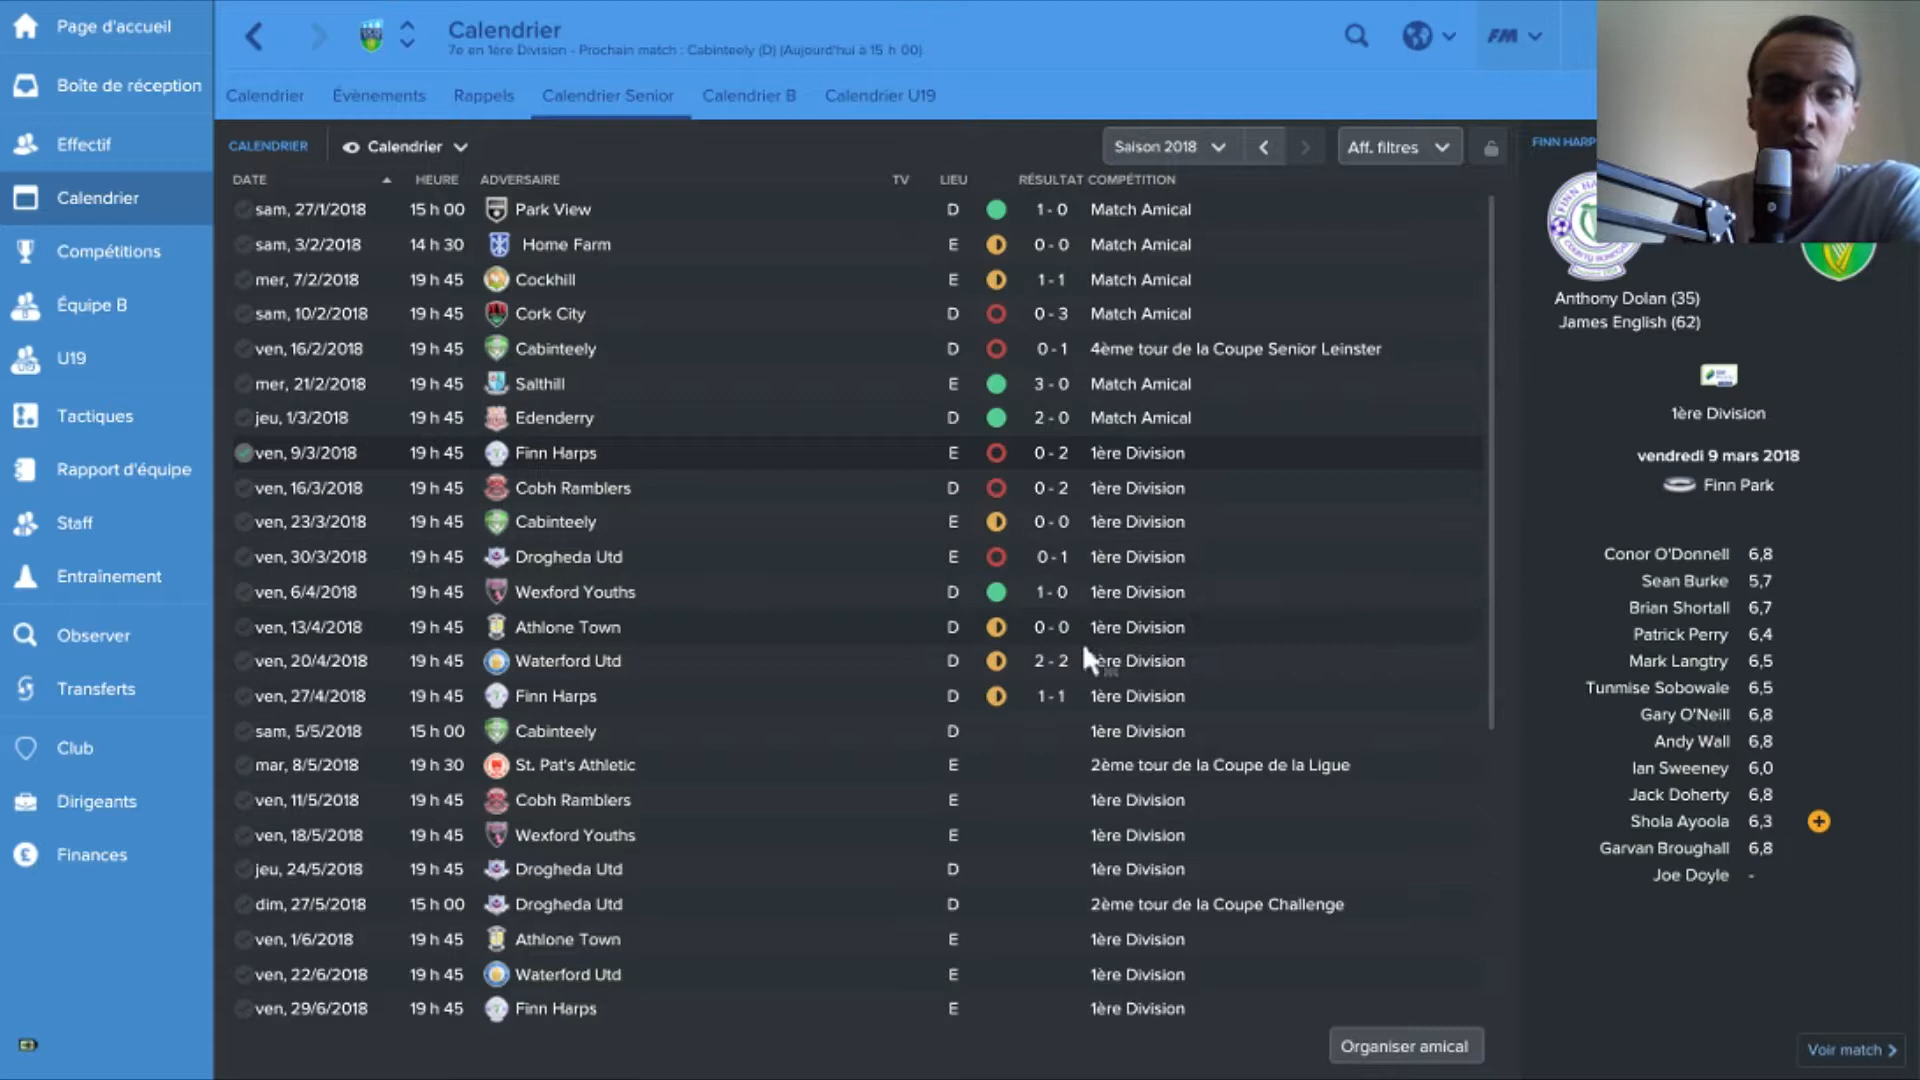 Page d'accueil
Boîte de réception
Effectif
Calendrier
Compétitions
Équipe B
U19
Tactiques
Rapport d'équipe
Staff
Entraînement
Observer
Transferts
Club
Dirigeants
Finances
Calendrier
7e en 1ère Division - Prochain match : Cabinteely (D) (Aujourd'hui à 15 h 00)
FM
Calendrier Évènements Rappels Calendrier Senior Calendrier B Calendrier U19
CALENDRIER Calendrier Saison 2018 Aff. filtres
DATE HEURE ADVERSAIRE TV LIEU RÉSULTAT COMPÉTITION
sam, 27/1/2018 15 h 00 Park View D 1 - 0 Match Amical
sam, 3/2/2018 14 h 30 Home Farm E 0 - 0 Match Amical
mer, 7/2/2018 19 h 45 Cockhill E 1 - 1 Match Amical
sam, 10/2/2018 19 h 45 Cork City D 0 - 3 Match Amical
ven, 16/2/2018 19 h 45 Cabinteely D 0 - 1 4ème tour de la Coupe Senior Leinster
mer, 21/2/2018 19 h 45 Salthill E 3 - 0 Match Amical
jeu, 1/3/2018 19 h 45 Edenderry D 2 - 0 Match Amical
ven, 9/3/2018 19 h 45 Finn Harps E 0 - 2 1ère Division
ven, 16/3/2018 19 h 45 Cobh Ramblers D 0 - 2 1ère Division
ven, 23/3/2018 19 h 45 Cabinteely E 0 - 0 1ère Division
ven, 30/3/2018 19 h 45 Drogheda Utd E 0 - 1 1ère Division
ven, 6/4/2018 19 h 45 Wexford Youths D 1 - 0 1ère Division
ven, 13/4/2018 19 h 45 Athlone Town D 0 - 0 1ère Division
ven, 20/4/2018 19 h 45 Waterford Utd D 2 - 2 ère Division
ven, 27/4/2018 19 h 45 Finn Harps D 1 - 1 1ère Division
sam, 5/5/2018 15 h 00 Cabinteely D 1ère Division
mar, 8/5/2018 19 h 30 St. Pat's Athletic E 2ème tour de la Coupe de la Ligue
ven, 11/5/2018 19 h 45 Cobh Ramblers E 1ère Division
ven, 18/5/2018 19 h 45 Wexford Youths E 1ère Division
jeu, 24/5/2018 19 h 45 Drogheda Utd D 1ère Division
dim, 27/5/2018 15 h 00 Drogheda Utd D 2ème tour de la Coupe Challenge
ven, 1/6/2018 19 h 45 Athlone Town E 1ère Division
ven, 22/6/2018 19 h 45 Waterford Utd E 1ère Division
ven, 29/6/2018 19 h 45 Finn Harps E 1ère Division
Organiser amical
FINN HARP
Anthony Dolan (35)
James English (62)
1ère Division
vendredi 9 mars 2018
Finn Park
Conor O'Donnell 6,8
Sean Burke 5,7
Brian Shortall 6,7
Patrick Perry 6,4
Mark Langtry 6,5
Tunmise Sobowale 6,5
Gary O'Neill 6,8
Andy Wall 6,8
Ian Sweeney 6,0
Jack Doherty 6,8
Shola Ayoola 6,3
Garvan Broughall 6,8
Joe Doyle -
Voir match